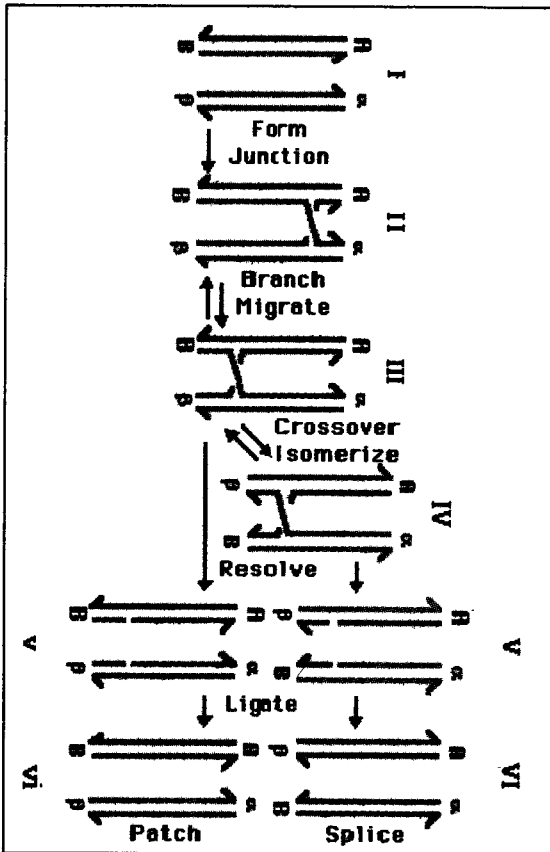 B A
I
β α
Form
Junction
B A
II
β α
Branch
Migrate
B A
III
β α
Crossover
Isomerize
β A
IV
B α
Resolve
B A β A
V V
β α B α
Ligate
B A β A
VI VI
β α B α
Patch Splice